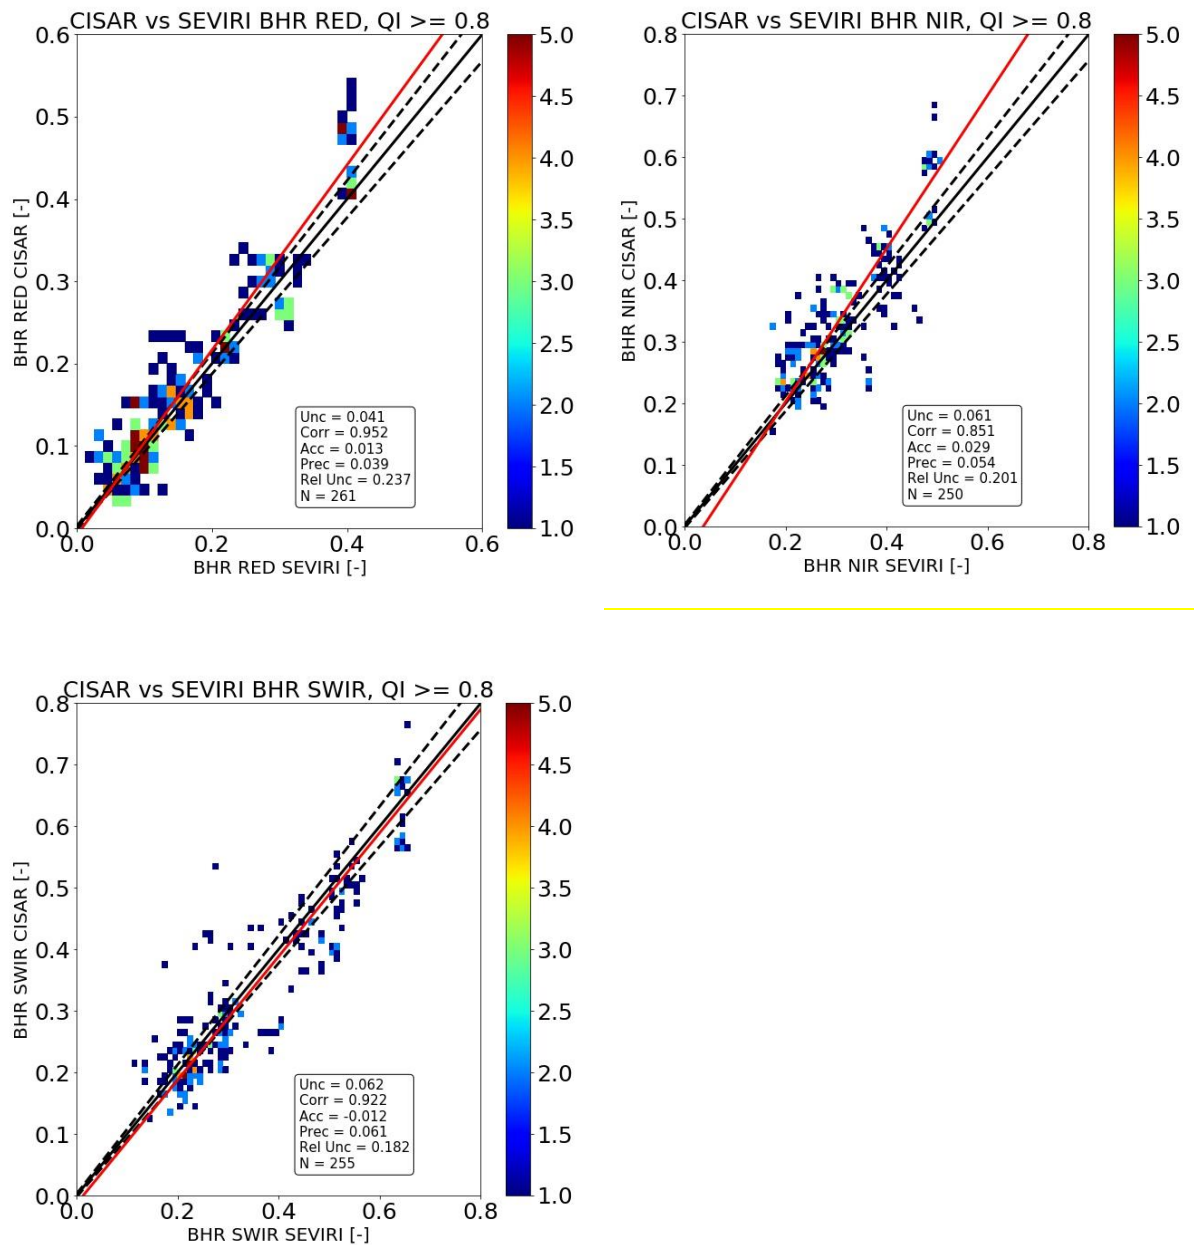 CISAR vs SEVIRI BHR RED, QI >= 0.8
0.6
0.5
0.4
0.3
0.2
0.1
0.0
0.0 0.2 0.4 0.6
BHR RED CISAR [-]
BHR RED SEVIRI [-]
Unc = 0.041
Corr = 0.952
Acc = 0.013
Prec = 0.039
Rel Unc = 0.237
N = 261
5.0
4.5
4.0
3.5
3.0
2.5
2.0
1.5
1.0
CISAR vs SEVIRI BHR NIR, QI >= 0.8
0.8
0.7
0.6
0.5
0.4
0.3
0.2
0.1
0.0
0.0 0.2 0.4 0.6 0.8
BHR NIR CISAR [-]
BHR NIR SEVIRI [-]
Unc = 0.061
Corr = 0.851
Acc = 0.029
Prec = 0.054
Rel Unc = 0.201
N = 250
5.0
4.5
4.0
3.5
3.0
2.5
2.0
1.5
1.0
CISAR vs SEVIRI BHR SWIR, QI >= 0.8
0.8
0.7
0.6
0.5
0.4
0.3
0.2
0.1
0.0
0.0 0.2 0.4 0.6 0.8
BHR SWIR CISAR [-]
BHR SWIR SEVIRI [-]
Unc = 0.062
Corr = 0.922
Acc = -0.012
Prec = 0.061
Rel Unc = 0.182
N = 255
5.0
4.5
4.0
3.5
3.0
2.5
2.0
1.5
1.0